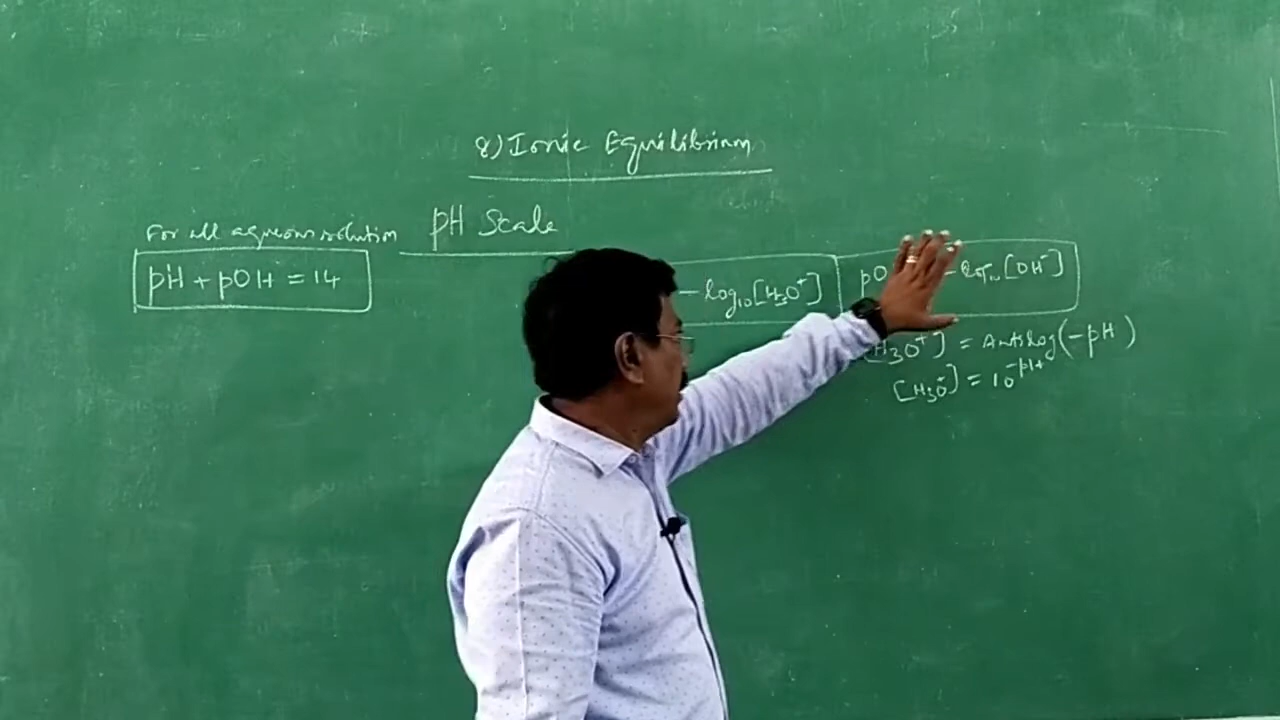 8) Ionic Equilibrium
For all aqueous solution
pH Scale
pH + pOH = 14
- log₁₀[H₃O⁺]
pO - log₁₀[OH⁻]
[H₃O⁺] = Antilog(-pH)
[H₃O⁺] = 10^-pH